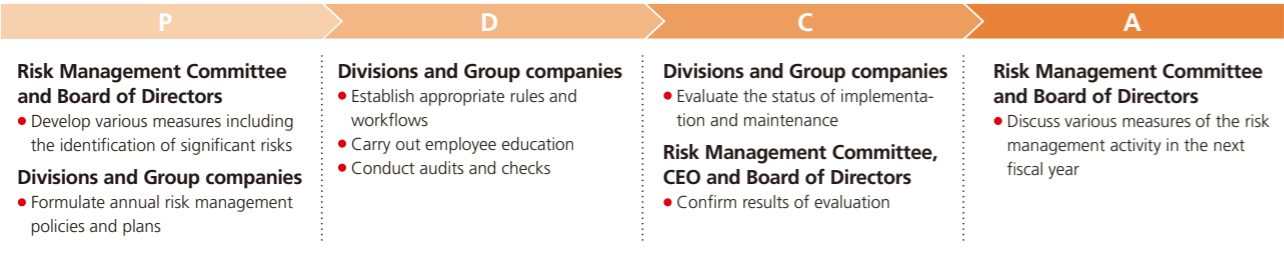 P
Risk Management Committee
and Board of Directors
• Develop various measures including
the identification of significant risks
Divisions and Group companies
• Formulate annual risk management
policies and plans
D
Divisions and Group companies
• Establish appropriate rules and
workflows
• Carry out employee education
• Conduct audits and checks
C
Divisions and Group companies
• Evaluate the status of implementa-
tion and maintenance
Risk Management Committee,
CEO and Board of Directors
• Confirm results of evaluation
A
Risk Management Committee
and Board of Directors
• Discuss various measures of the risk
management activity in the next
fiscal year